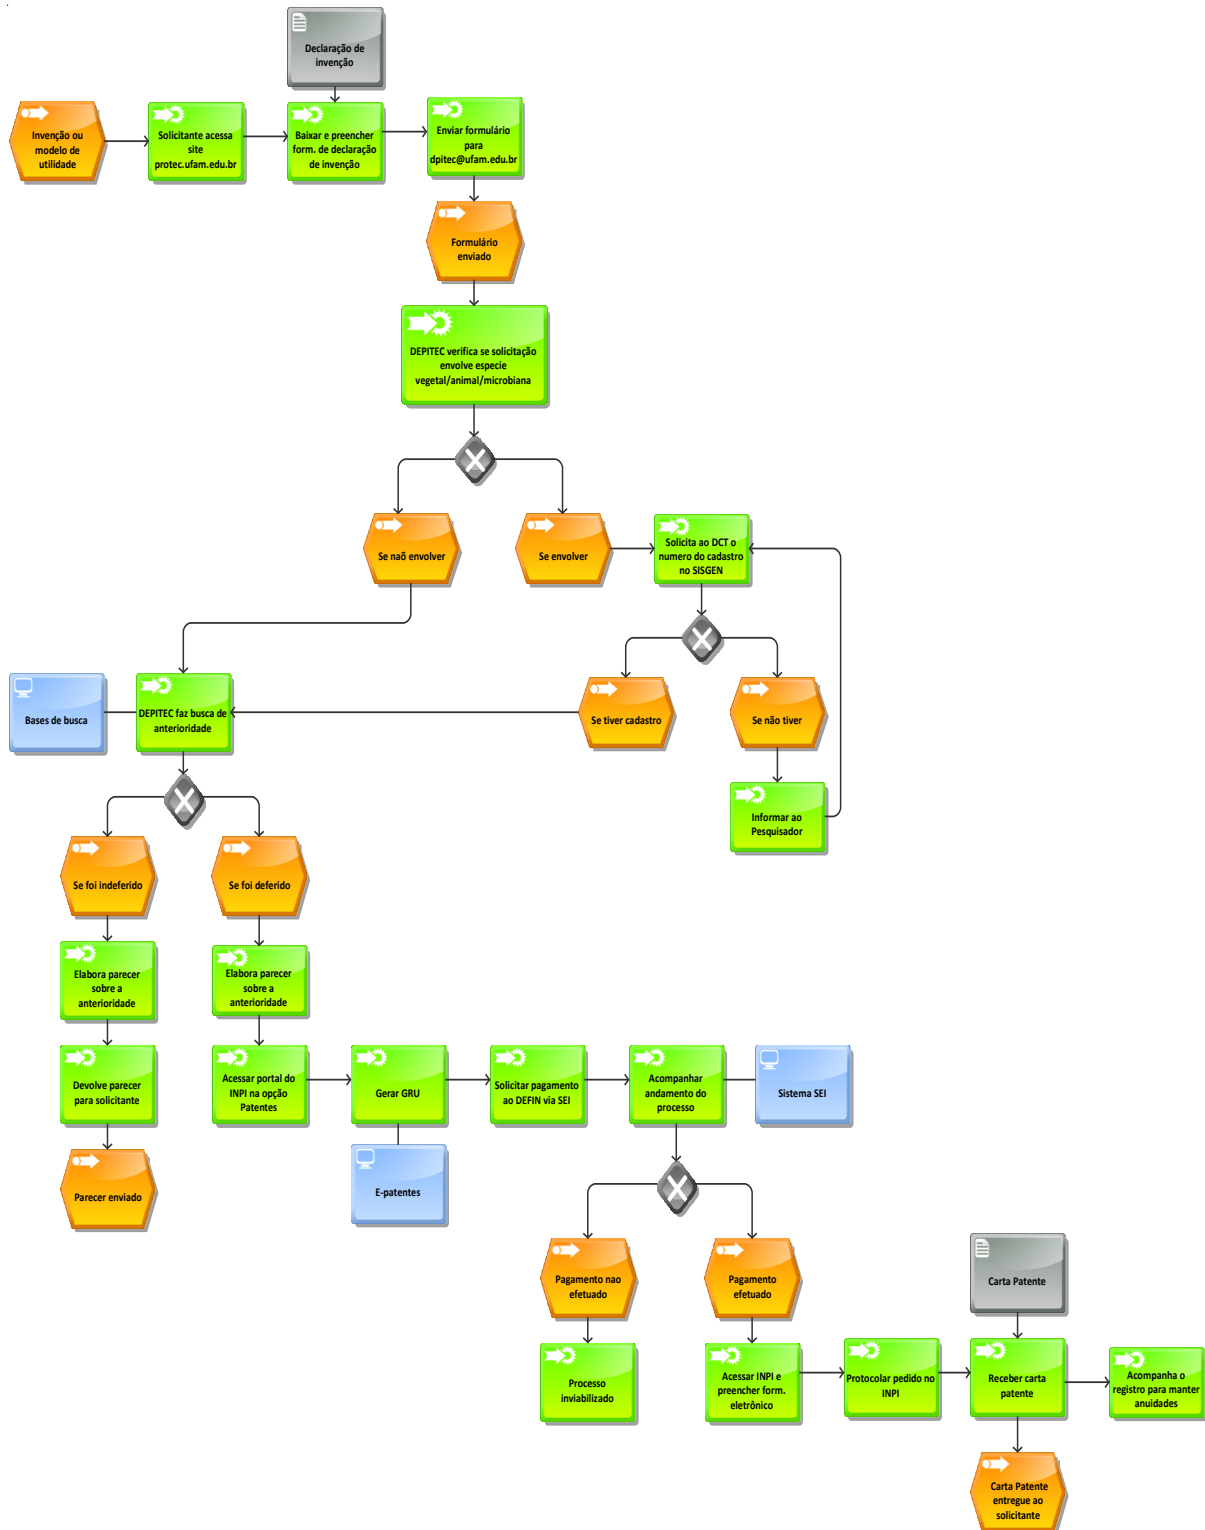 Declaração de
invenção
Invenção ou
modelo de
utilidade
Solicitante acessa
site
protec.ufam.edu.br
Baixar e preencher
form. de declaração
de invenção
Enviar formulário
para
dpitec@ufam.edu.br
Formulário
enviado
DEPITEC verifica se solicitação
envolve especie
vegetal/animal/microbiana
Se naõ envolver
Se envolver
Solicita ao DCT o
numero do cadastro
no SISGEN
Bases de busca
DEPITEC faz busca de
anterioridade
Se tiver cadastro
Se não tiver
Informar ao
Pesquisador
Se foi indeferido
Se foi deferido
Elabora parecer
sobre a
anterioridade
Elabora parecer
sobre a
anterioridade
Devolve parecer
para solicitante
Acessar portal do
INPI na opção
Patentes
Gerar GRU
Solicitar pagamento
ao DEFIN via SEI
Acompanhar
andamento do
processo
Sistema SEI
Parecer enviado
E-patentes
Pagamento nao
efetuado
Pagamento
efetuado
Carta Patente
Processo
inviabilizado
Acessar INPI e
preencher form.
eletrônico
Protocolar pedido no
INPI
Receber carta
patente
Acompanha o
registro para manter
anuidades
Carta Patente
entregue ao
solicitante